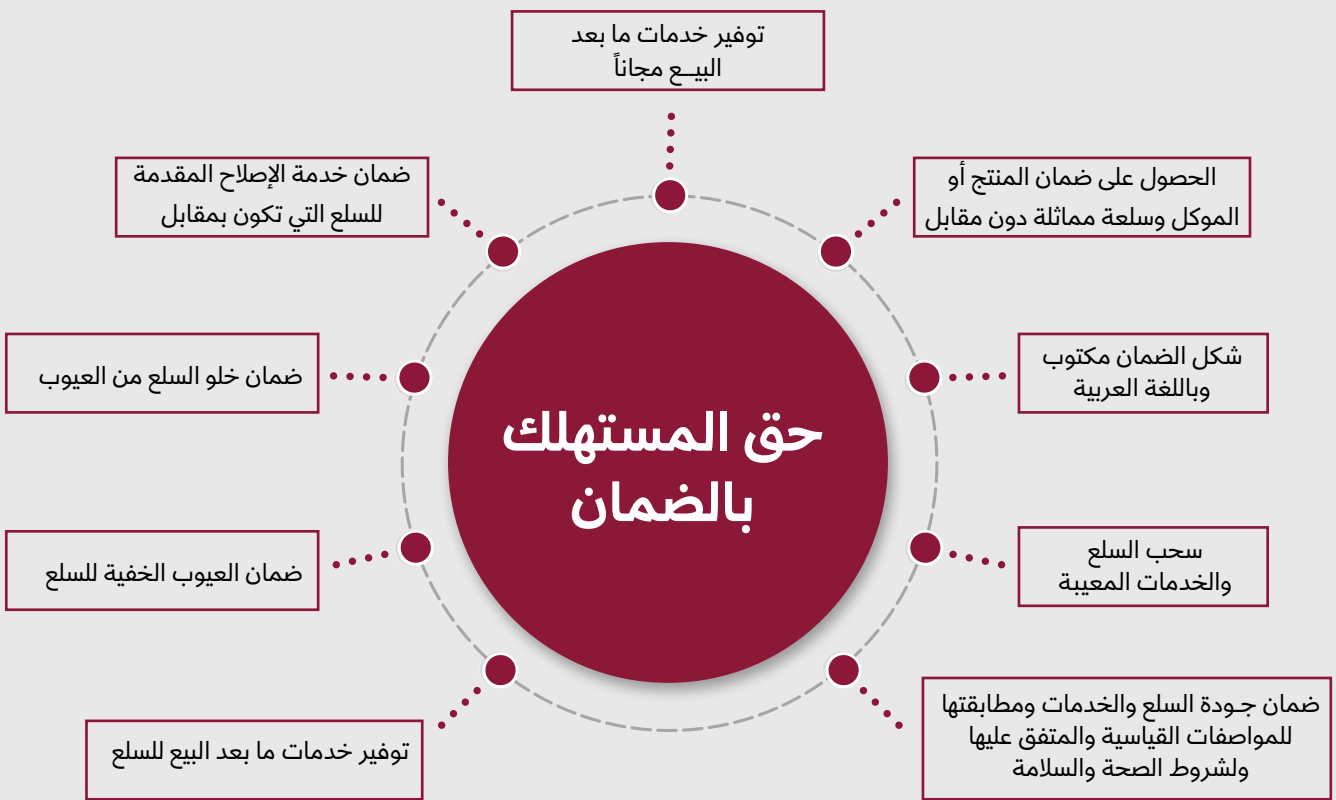 توفير خدمات ما بعد
البيــع مجاناً
الحصول على ضمان المنتج أو
الموكل وسلعة مماثلة دون مقابل
ضمان خدمة الإصلاح المقدمة
للسلع التي تكون بمقابل
شكل الضمان مكتوب
وباللغة العربية
ضمان خلو السلع من العيوب
حق المستهلك
بالضمان
سحب السلع
والخدمات المعيبة
ضمان العيوب الخفية للسلع
ضمان جـودة السلع والخدمات ومطابقتها
للمواصفات القياسية والمتفق عليها
ولشروط الصحة والسلامة
توفير خدمات ما بعد البيع للسلع